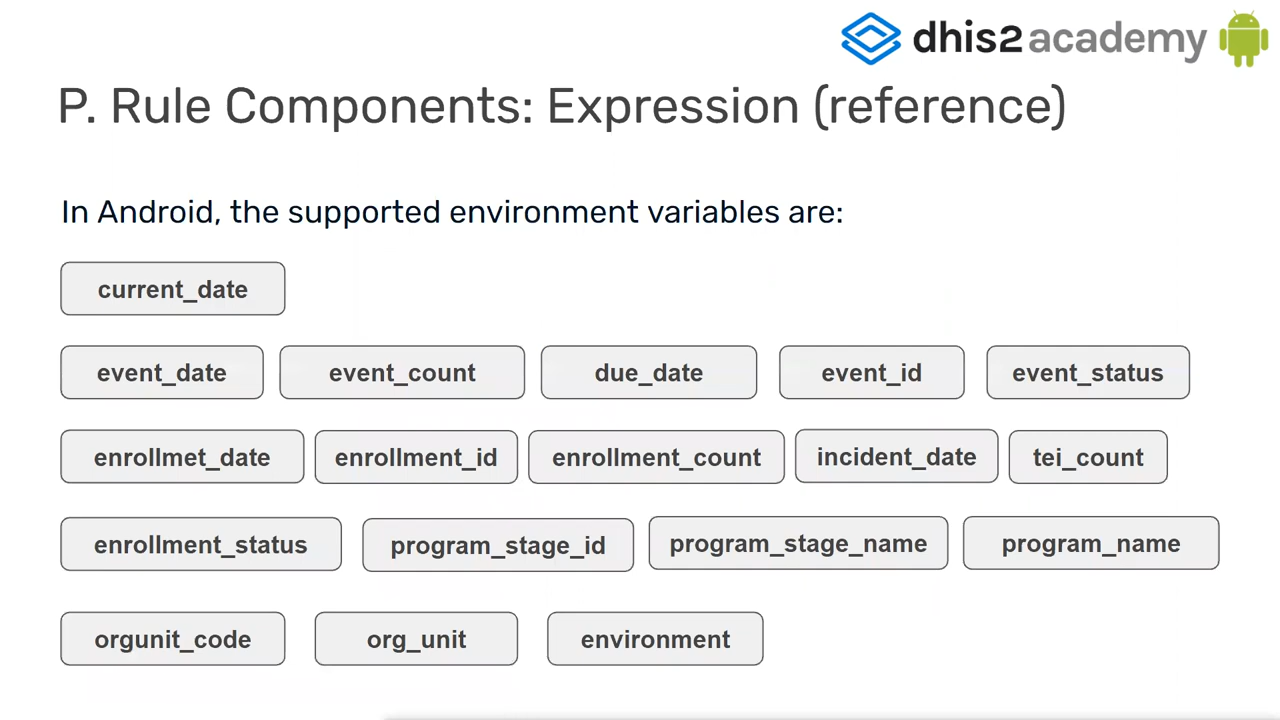 dhis2 academy
P. Rule Components: Expression (reference)
In Android, the supported environment variables are:
current_date
event_date event_count due_date event_id event_status
enrollmet_date enrollment_id enrollment_count incident_date tei_count
enrollment_status program_stage_id program_stage_name program_name
orgunit_code org_unit environment